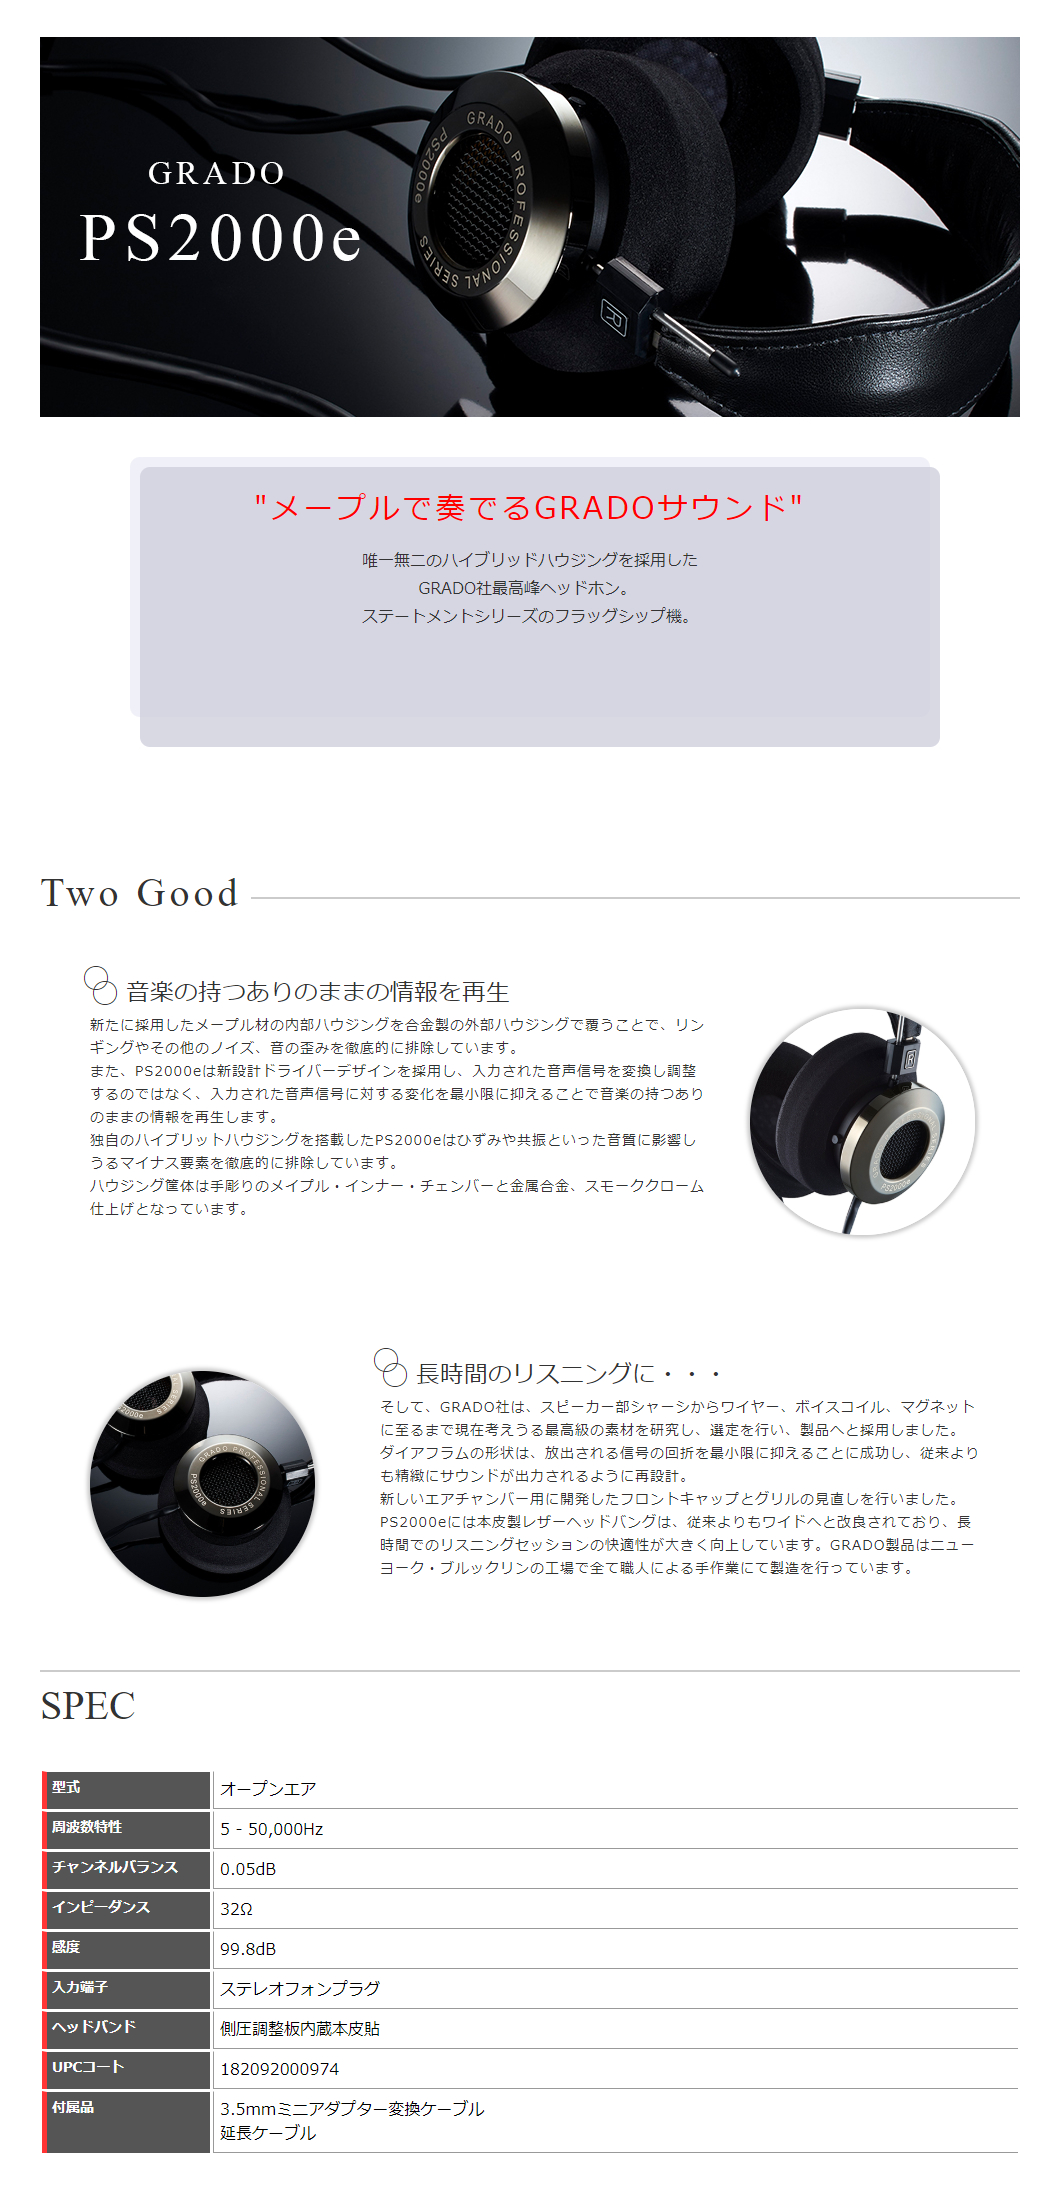 GRADO
PS2000e
GRADO PROFESSIONAL SERIES
PS2000e
R
"メープルで奏でるGRADOサウンド"
唯一無二のハイブリッドハウジングを採用した
GRADO社最高峰ヘッドホン。
ステートメントシリーズのフラッグシップ機。
Two Good
音楽の持つありのままの情報を再生
新たに採用したメープル材の内部ハウジングを合金製の外部ハウジングで覆うことで、リン
ギングやその他のノイズ、音の歪みを徹底的に排除しています。
また、PS2000eは新設計ドライバーデザインを採用し、入力された音声信号を変換し調整
するのではなく、入力された音声信号に対する変化を最小限に抑えることで音楽の持つあり
のままの情報を再生します。
独自のハイブリットハウジングを搭載したPS2000eはひずみや共振といった音質に影響し
うるマイナス要素を徹底的に排除しています。
ハウジング筐体は手彫りのメイプル・インナー・チェンバーと金属合金、スモーククローム
仕上げとなっています。
R
PS2000e
長時間のリスニングに・・・
そして、GRADO社は、スピーカー部シャーシからワイヤー、ボイスコイル、マグネット
に至るまで現在考えうる最高級の素材を研究し、選定を行い、製品へと採用しました。
ダイアフラムの形状は、放出される信号の回折を最小限に抑えることに成功し、従来より
も精緻にサウンドが出力されるように再設計。
新しいエアチャンバー用に開発したフロントキャップとグリルの見直しを行いました。
PS2000eには本皮製レザーヘッドバングは、従来よりもワイドへと改良されており、長
時間でのリスニングセッションの快適性が大きく向上しています。GRADO製品はニュー
ヨーク・ブルックリンの工場で全て職人による手作業にて製造を行っています。
GRADO PROFESSIONAL SERIES
PS2000e
SPEC
型式 オープンエア
周波数特性 5 - 50,000Hz
チャンネルバランス 0.05dB
インピーダンス 32Ω
感度 99.8dB
入力端子 ステレオフォンプラグ
ヘッドバンド 側圧調整板内蔵本皮貼
UPCコート 182092000974
付属品 3.5mmミニアダプター変換ケーブル
延長ケーブル